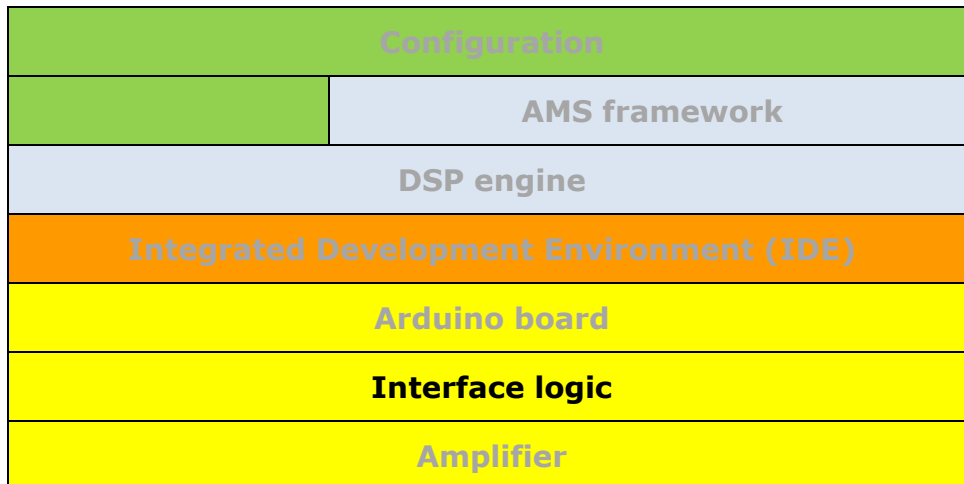 Configuration
AMS framework
DSP engine
Integrated Development Environment (IDE)
Arduino board
Interface logic
Amplifier